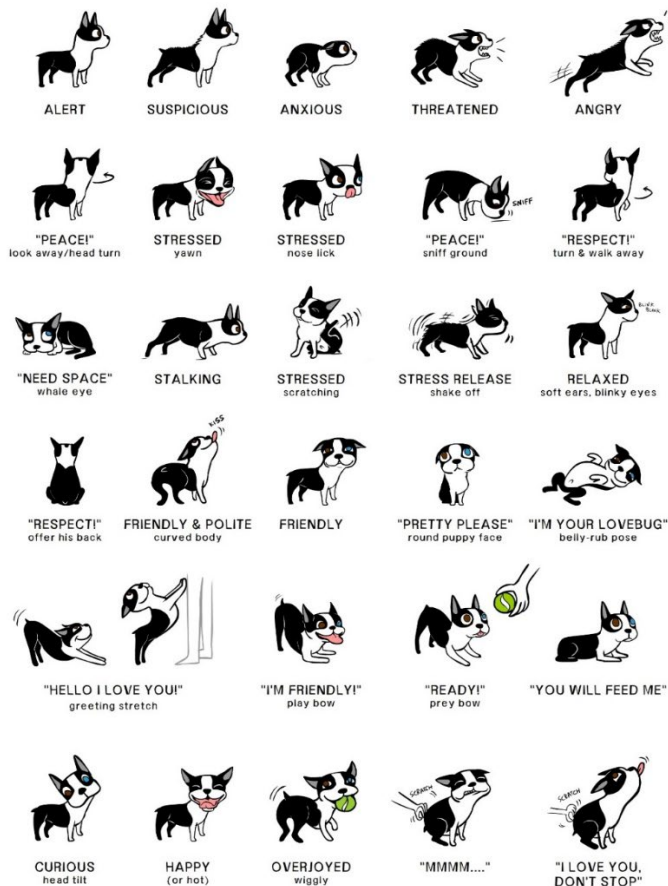 ALERT
SUSPICIOUS
ANXIOUS
THREATENED
ANGRY
"PEACE!"
look away/head turn
STRESSED
yawn
STRESSED
nose lick
SNIFF
"PEACE!"
sniff ground
"RESPECT!"
turn & walk away
"NEED SPACE"
whale eye
STALKING
STRESSED
scratching
STRESS RELEASE
shake off
BLINK
BLINK
RELAXED
soft ears, blinky eyes
"RESPECT!"
offer his back
KISS
FRIENDLY & POLITE
curved body
FRIENDLY
"PRETTY PLEASE"
round puppy face
"I'M YOUR LOVEBUG"
belly-rub pose
"HELLO I LOVE YOU!"
greeting stretch
"I'M FRIENDLY!"
play bow
"READY!"
prey bow
"YOU WILL FEED ME"
CURIOUS
head tilt
HAPPY
(or hot)
OVERJOYED
wiggly
SCRATCH
"MMMM...."
SCRATCH
"I LOVE YOU,
DON'T STOP"